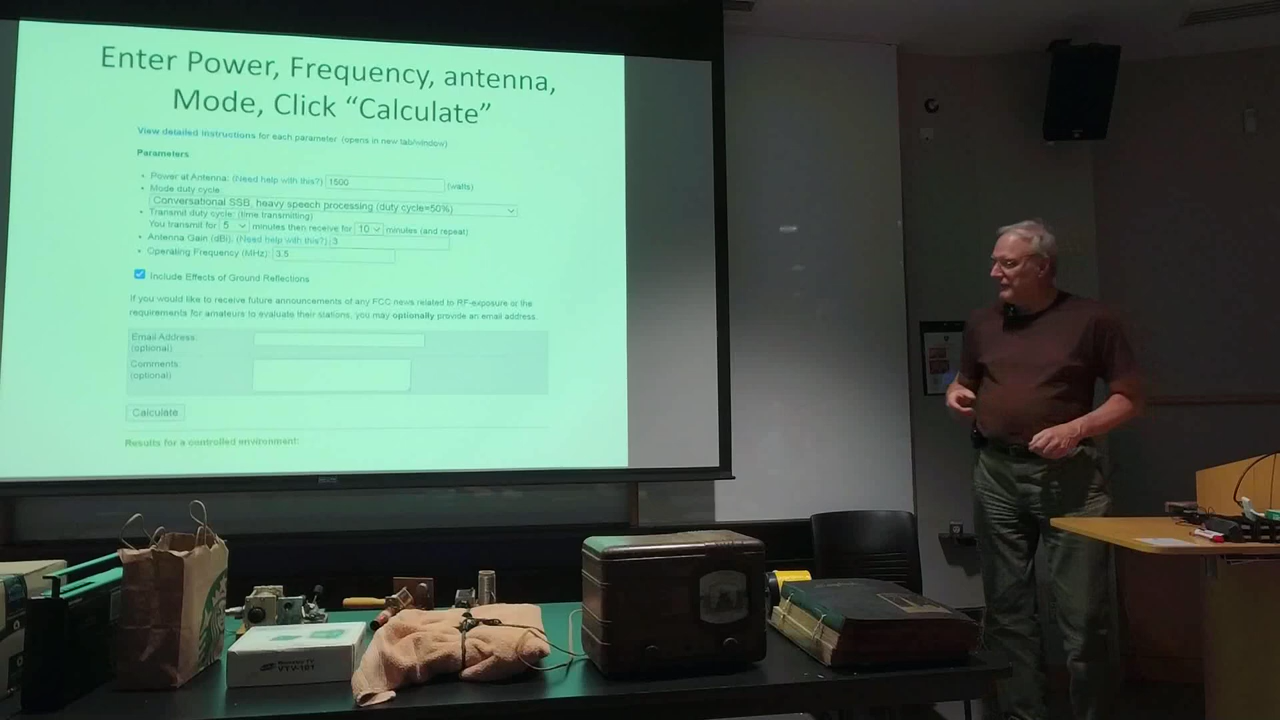 Enter Power, Frequency, antenna,
Mode, Click “Calculate”
View detailed instructions for each parameter (opens in new tab/window)
Parameters
• Power at Antenna: (Need help with this?) 1500 (watts)
• Mode duty cycle:
Conversational SSB, heavy speech processing (duty cycle=50%)
• Transmit duty cycle: (time transmitting)
You transmit for 5 minutes then receive for 10 minutes (and repeat)
• Antenna Gain (dBi): (Need help with this?) 3
• Operating Frequency (MHz): 3.5
Include Effects of Ground Reflections
If you would like to receive future announcements of any FCC news related to RF-exposure or the
requirements for amateurs to evaluate their stations, you may optionally provide an email address.
Email Address:
(optional)
Comments:
(optional)
Calculate
Results for a controlled environment:
VTV-101